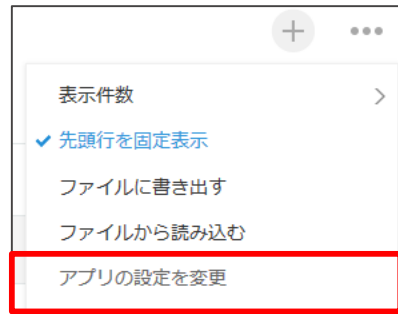 表示件数
先頭行を固定表示
ファイルに書き出す
ファイルから読み込む
アプリの設定を変更